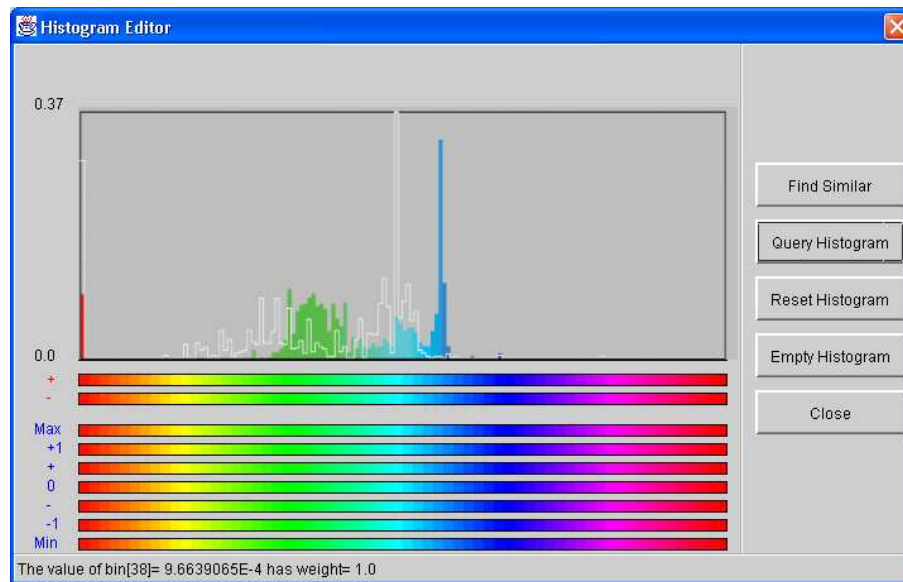 Histogram Editor
0.37
0.0
+
-
Max
+1
+
0
-
-1
Min
Find Similar
Query Histogram
Reset Histogram
Empty Histogram
Close
The value of bin[38]= 9.6639065E-4 has weight= 1.0